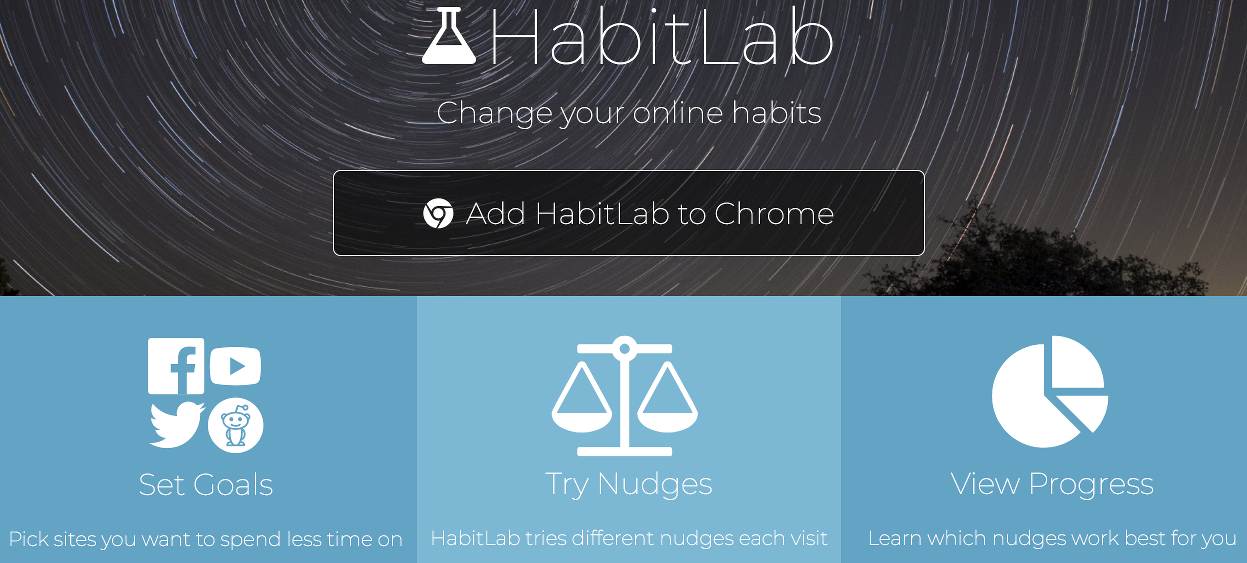 HabitLab
Change your online habits
Add HabitLab to Chrome
Set Goals
Pick sites you want to spend less time on
Try Nudges
HabitLab tries different nudges each visit
View Progress
Learn which nudges work best for you